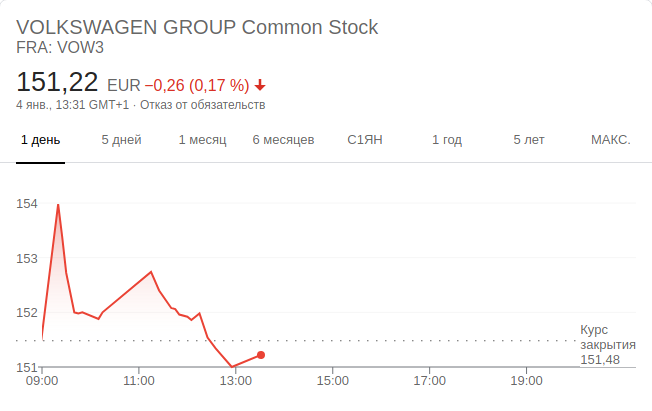 VOLKSWAGEN GROUP Common Stock
FRA: VOW3
151,22 EUR −0,26 (0,17 %)
4 янв., 13:31 GMT+1 · Отказ от обязательств
1 день 5 дней 1 месяц 6 месяцев С1ЯН 1 год 5 лет МАКС.
154
153
152
Курс
закрытия
151,48
151
09:00 11:00 13:00 15:00 17:00 19:00